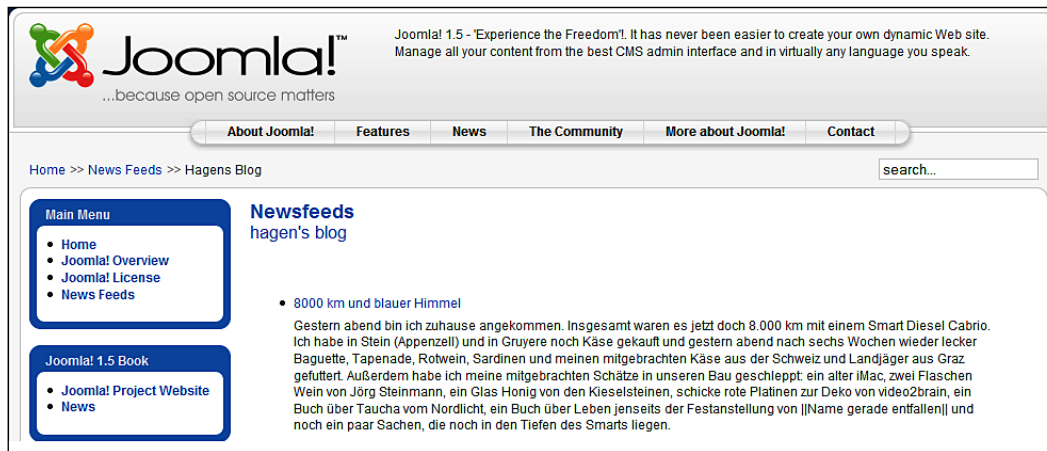 Joomla!™
...because open source matters
Joomla! 1.5 - 'Experience the Freedom'!. It has never been easier to create your own dynamic Web site.
Manage all your content from the best CMS admin interface and in virtually any language you speak.
About Joomla! Features News The Community More about Joomla! Contact
Home >> News Feeds >> Hagens Blog
search...
Main Menu
Home
Joomla! Overview
Joomla! License
News Feeds
Joomla! 1.5 Book
Joomla! Project Website
News
Newsfeeds
hagen's blog
8000 km und blauer Himmel
Gestern abend bin ich zuhause angekommen. Insgesamt waren es jetzt doch 8.000 km mit einem Smart Diesel Cabrio.
Ich habe in Stein (Appenzell) und in Gruyere noch Käse gekauft und gestern abend nach sechs Wochen wieder lecker
Baguette, Tapenade, Rotwein, Sardinen und meinen mitgebrachten Käse aus der Schweiz und Landjäger aus Graz
gefuttert. Außerdem habe ich meine mitgebrachten Schätze in unseren Bau geschleppt: ein alter iMac, zwei Flaschen
Wein von Jörg Steinmann, ein Glas Honig von den Kieselsteinen, schicke rote Platinen zur Deko von video2brain, ein
Buch über Taucha vom Nordlicht, ein Buch über Leben jenseits der Festanstellung von ||Name gerade entfallen|| und
noch ein paar Sachen, die noch in den Tiefen des Smarts liegen.